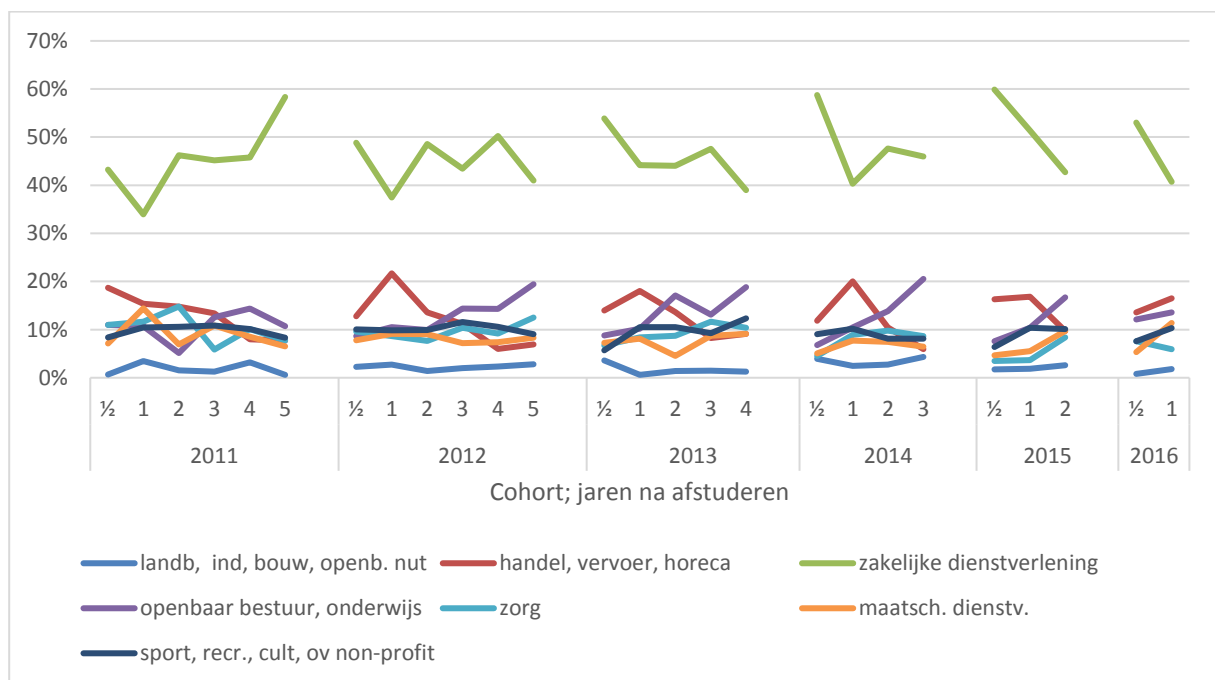 70%
60%
50%
40%
30%
20%
10%
0%
½ 1 2 3 4 5 ½ 1 2 3 4 5 ½ 1 2 3 4 ½ 1 2 3 ½ 1 2 ½ 1
2011 2012 2013 2014 2015 2016
Cohort; jaren na afstuderen
landb, ind, bouw, openb. nut handel, vervoer, horeca zakelijke dienstverlening
openbaar bestuur, onderwijs zorg maatsch. dienstv.
sport, recr., cult, ov non-profit